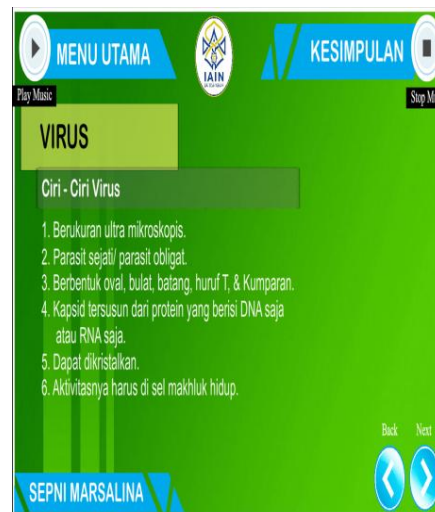 MENU UTAMA
KESIMPULAN
Play Music
Stop Mu
IAIN
VIRUS
Ciri - Ciri Virus
1. Berukuran ultra mikroskopis.
2. Parasit sejati/ parasit obligat.
3. Berbentuk oval, bulat, batang, huruf T, & Kumparan.
4. Kapsid tersusun dari protein yang berisi DNA saja
atau RNA saja.
5. Dapat dikristalkan.
6. Aktivitasnya harus di sel makhluk hidup.
Back Next
SEPNI MARSALINA